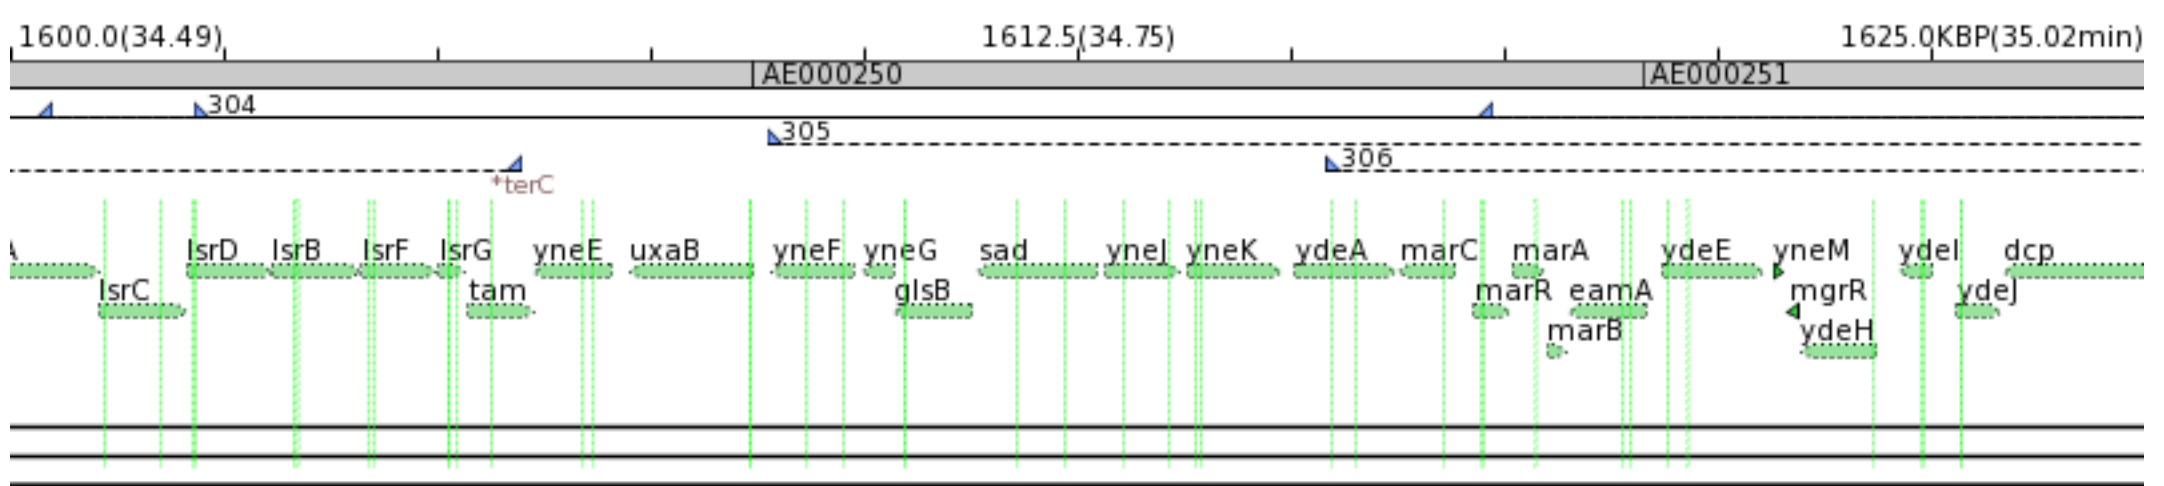 1600.0(34.49) 1612.5(34.75) 1625.0KBP(35.02min)
AE000250 AE000251
304
305
306
*terC
A lsrD lsrB lsrF lsrG yneE uxaB yneF yneG sad yneJ yneK ydeA marC marA ydeE yneM ydeI dcp
lsrC tam glsB marR eamA mgrR ydeJ
marB ydeH